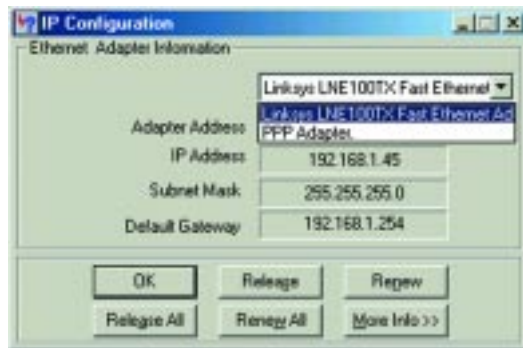 IP Configuration
Ethernet Adapter Information
Linksys LNE100TX Fast Ethernet
Linksys LNE100TX Fast Ethernet Ad
PPP Adapter.
Adapter Address
IP Address 192.168.1.45
Subnet Mask 255.255.255.0
Default Gateway 192.168.1.254
OK Release Renew
Release All Renew All More Info >>